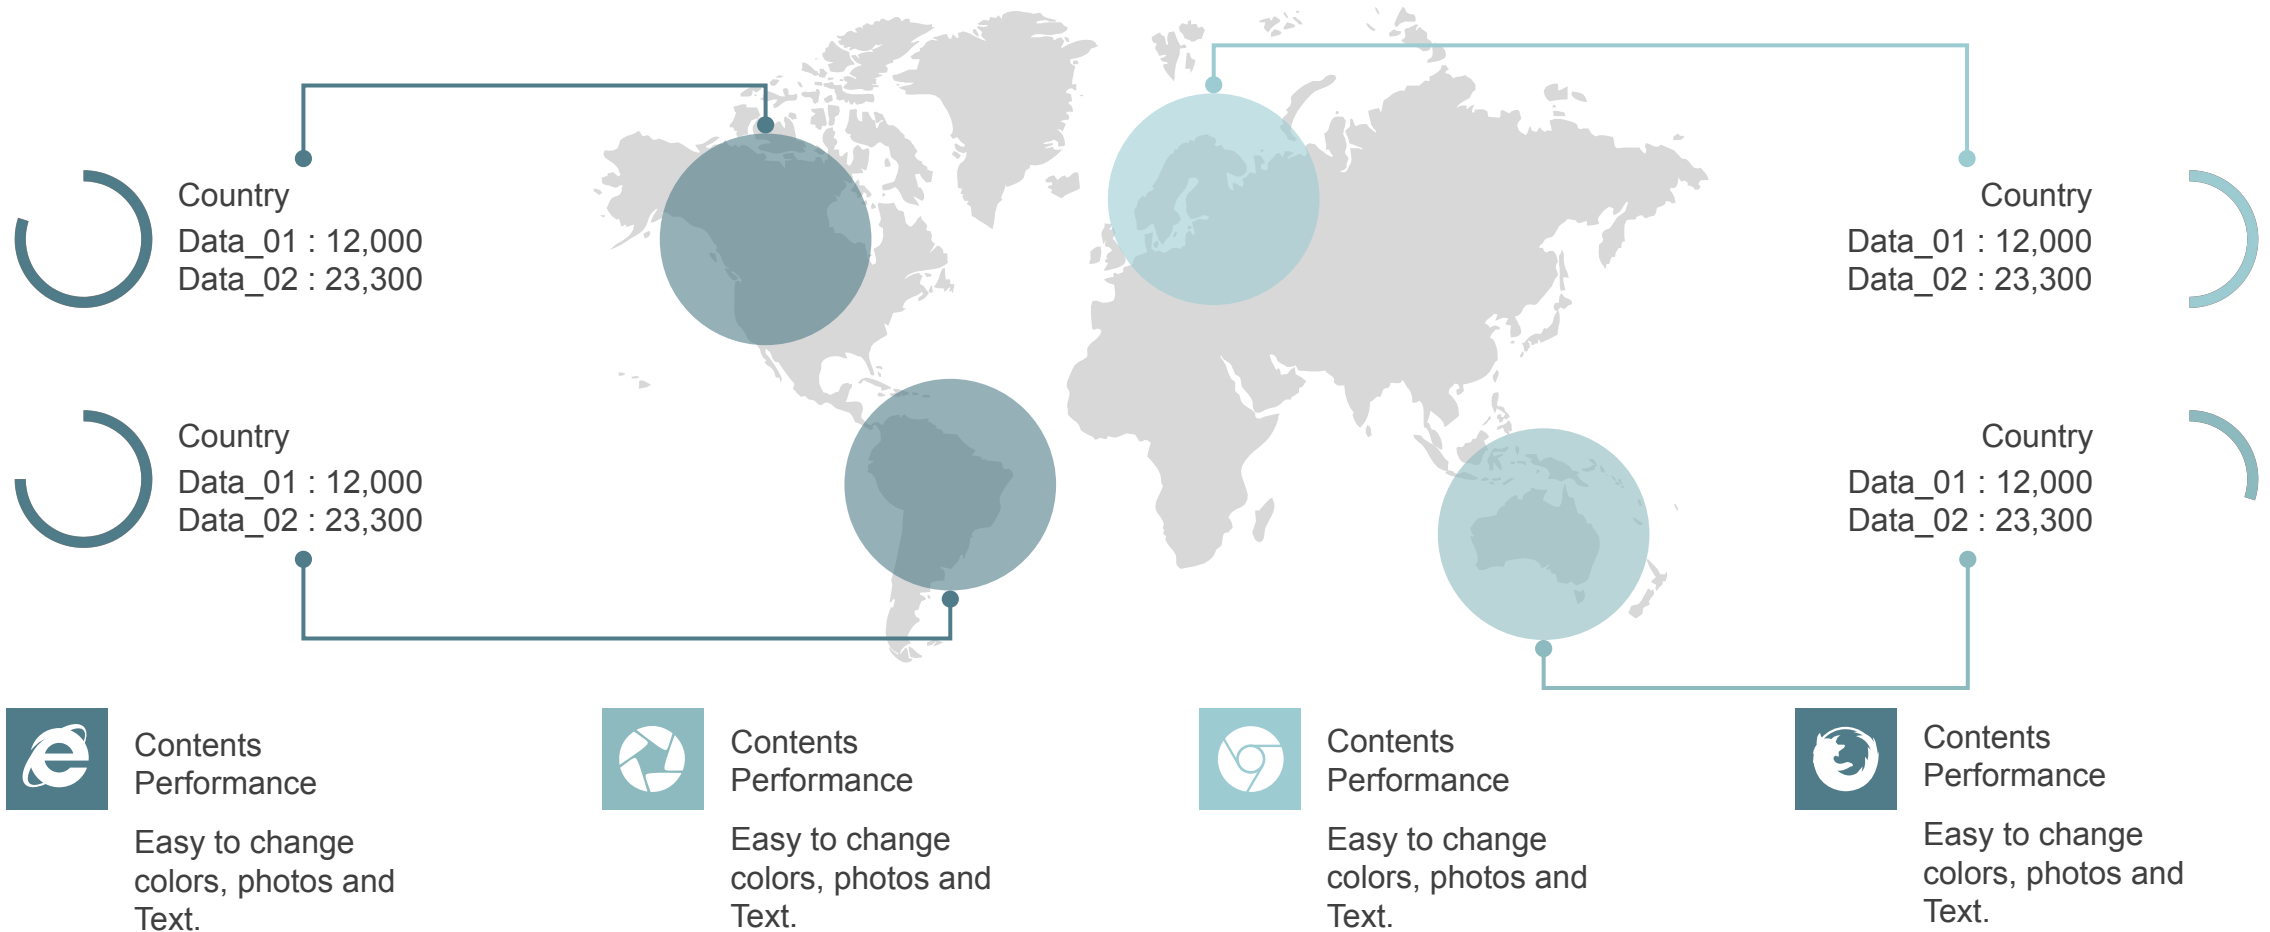 Country
Data_01 : 12,000
Data_02 : 23,300
Country
Data_01 : 12,000
Data_02 : 23,300
Country
Data_01 : 12,000
Data_02 : 23,300
Country
Data_01 : 12,000
Data_02 : 23,300
Contents
Performance
Easy to change
colors, photos and
Text.
Contents
Performance
Easy to change
colors, photos and
Text.
Contents
Performance
Easy to change
colors, photos and
Text.
Contents
Performance
Easy to change
colors, photos and
Text.